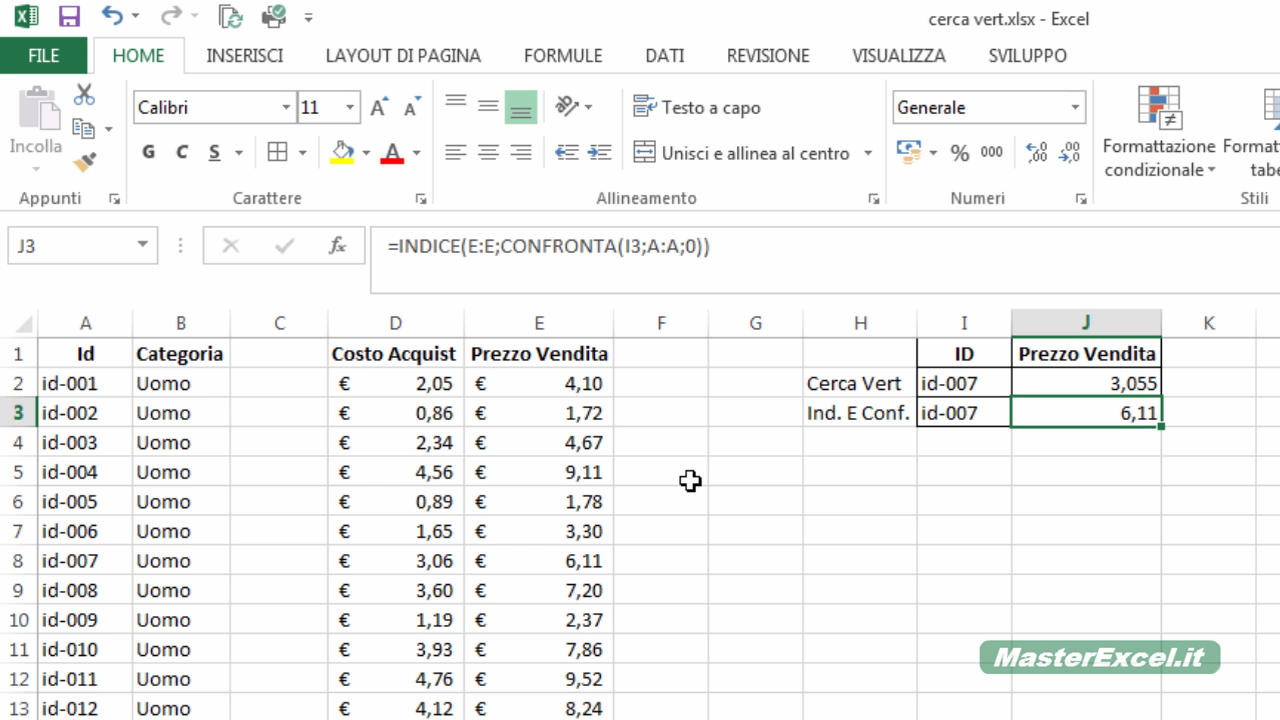 cerca vert.xlsx - Excel
FILE HOME INSERISCI LAYOUT DI PAGINA FORMULE DATI REVISIONE VISUALIZZA SVILUPPO
Calibri 11 A A Testo a capo Generale
Incolla G C S A Unisci e allinea al centro % 000 ,00 ,00 Formattazione condizionale
Appunti Carattere Allineamento Numeri Stili
J3 fx =INDICE(E:E;CONFRONTA(I3;A:A;0))
A B C D E F G H I J K
1 Id Categoria Costo Acquist Prezzo Vendita ID Prezzo Vendita
2 id-001 Uomo € 2,05 € 4,10 Cerca Vert id-007 3,055
3 id-002 Uomo € 0,86 € 1,72 Ind. E Conf. id-007 6,11
4 id-003 Uomo € 2,34 € 4,67
5 id-004 Uomo € 4,56 € 9,11
6 id-005 Uomo € 0,89 € 1,78
7 id-006 Uomo € 1,65 € 3,30
8 id-007 Uomo € 3,06 € 6,11
9 id-008 Uomo € 3,60 € 7,20
10 id-009 Uomo € 1,19 € 2,37
11 id-010 Uomo € 3,93 € 7,86
MasterExcel.it
12 id-011 Uomo € 4,76 € 9,52
13 id-012 Uomo € 4,12 € 8,24